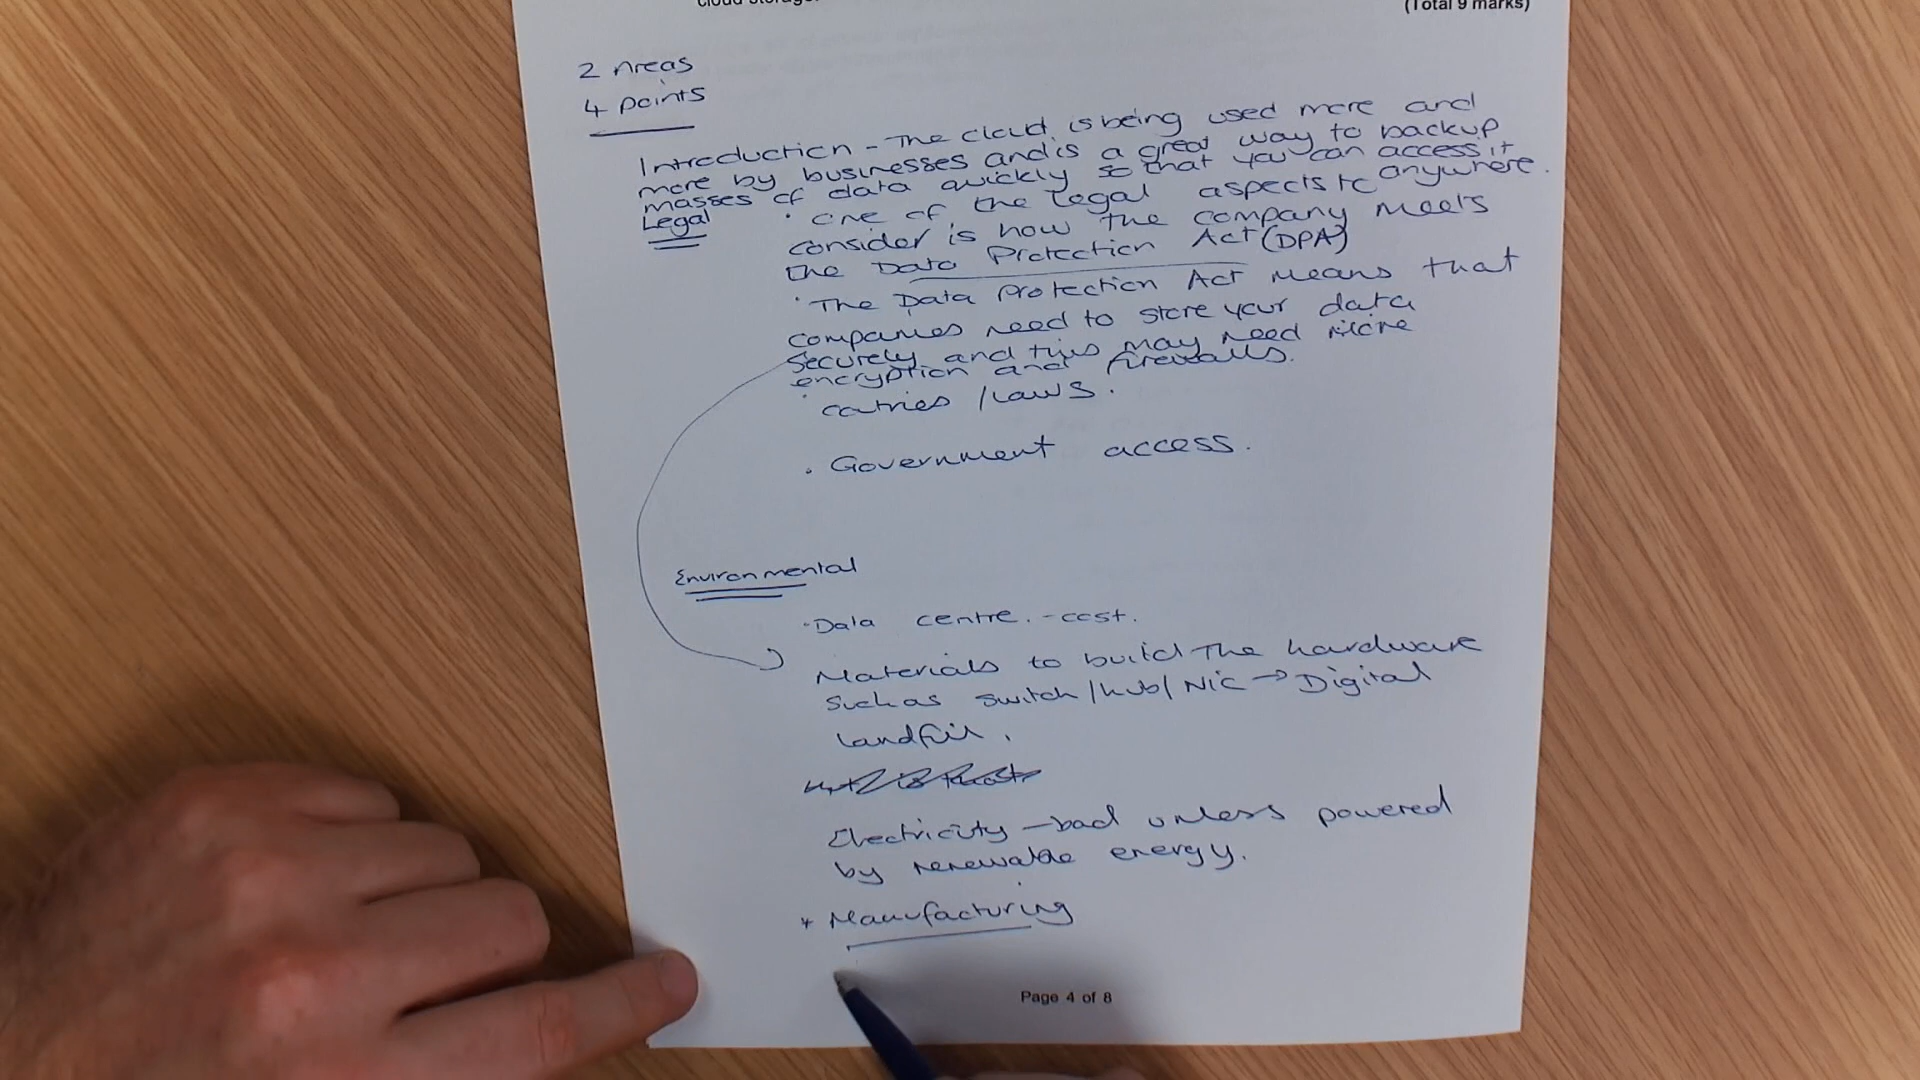 cloud storage.
(Total 9 marks)
2 Areas
4 points
Introduction - The cloud is being used more and
more by businesses and is a great way to backup
masses of data quickly so that you can access it
anywhere.
Legal
· One of the legal aspects to
consider is how the company meets
the Data Protection Act (DPA)
· The Data Protection Act means that
companies need to store your data
securely and this may need more
encryption and firewalls.
· Contries / Laws.
· Government access.
Environmental
· Data centre. - cost.
Materials to build the hardware
such as switch / hub / NIC → Digital
landfill.
Electricity - bad unless powered
by renewable energy.
* Manufacturing
Page 4 of 8